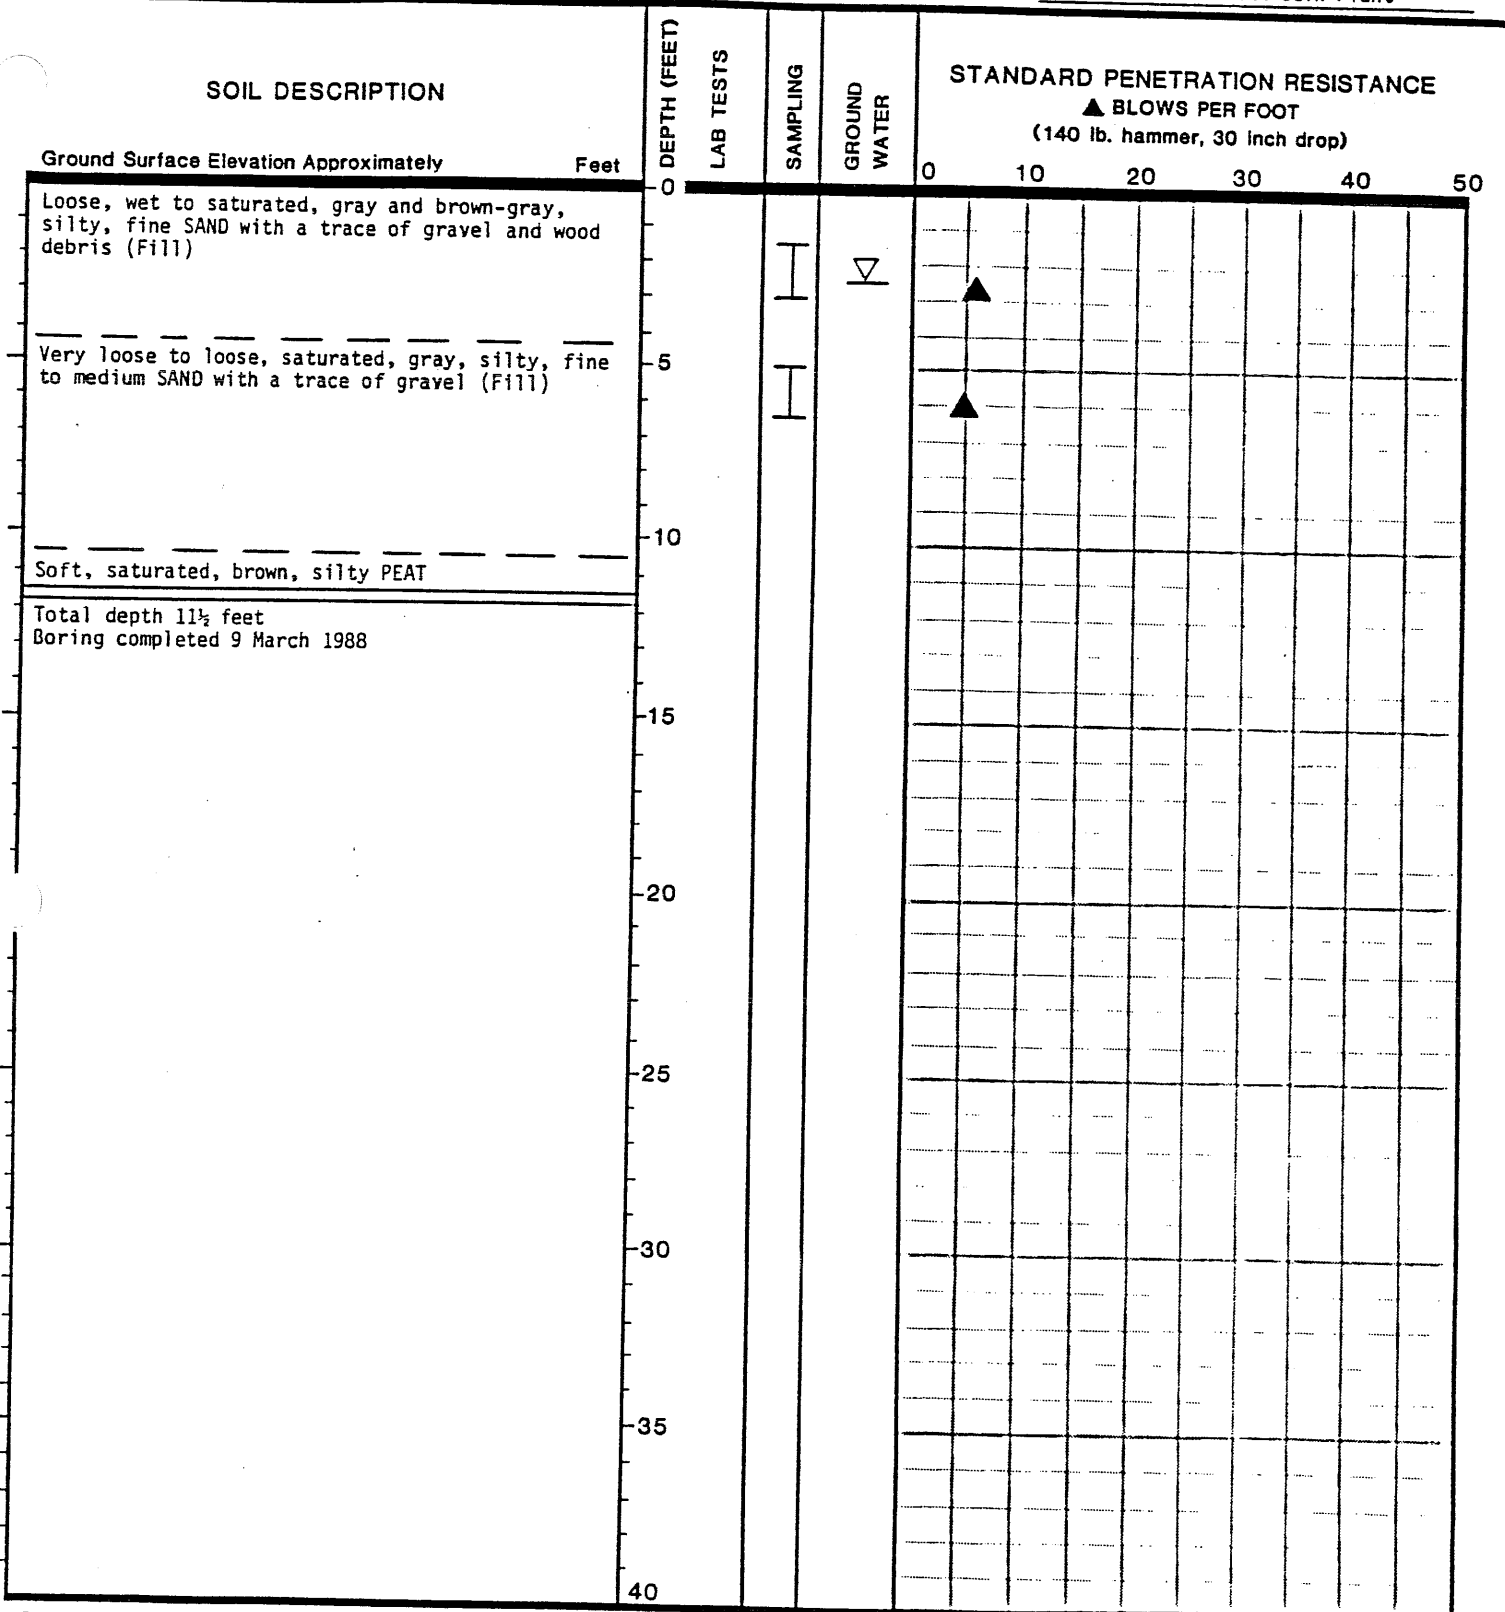 SOIL DESCRIPTION
Ground Surface Elevation Approximately Feet
DEPTH (FEET)
LAB TESTS
SAMPLING
GROUND
WATER
STANDARD PENETRATION RESISTANCE
▲ BLOWS PER FOOT
(140 lb. hammer, 30 inch drop)
0 10 20 30 40 50
0
Loose, wet to saturated, gray and brown-gray,
silty, fine SAND with a trace of gravel and wood
debris (Fill)
Very loose to loose, saturated, gray, silty, fine
to medium SAND with a trace of gravel (Fill)
5
10
Soft, saturated, brown, silty PEAT
Total depth 11½ feet
Boring completed 9 March 1988
15
20
25
30
35
40